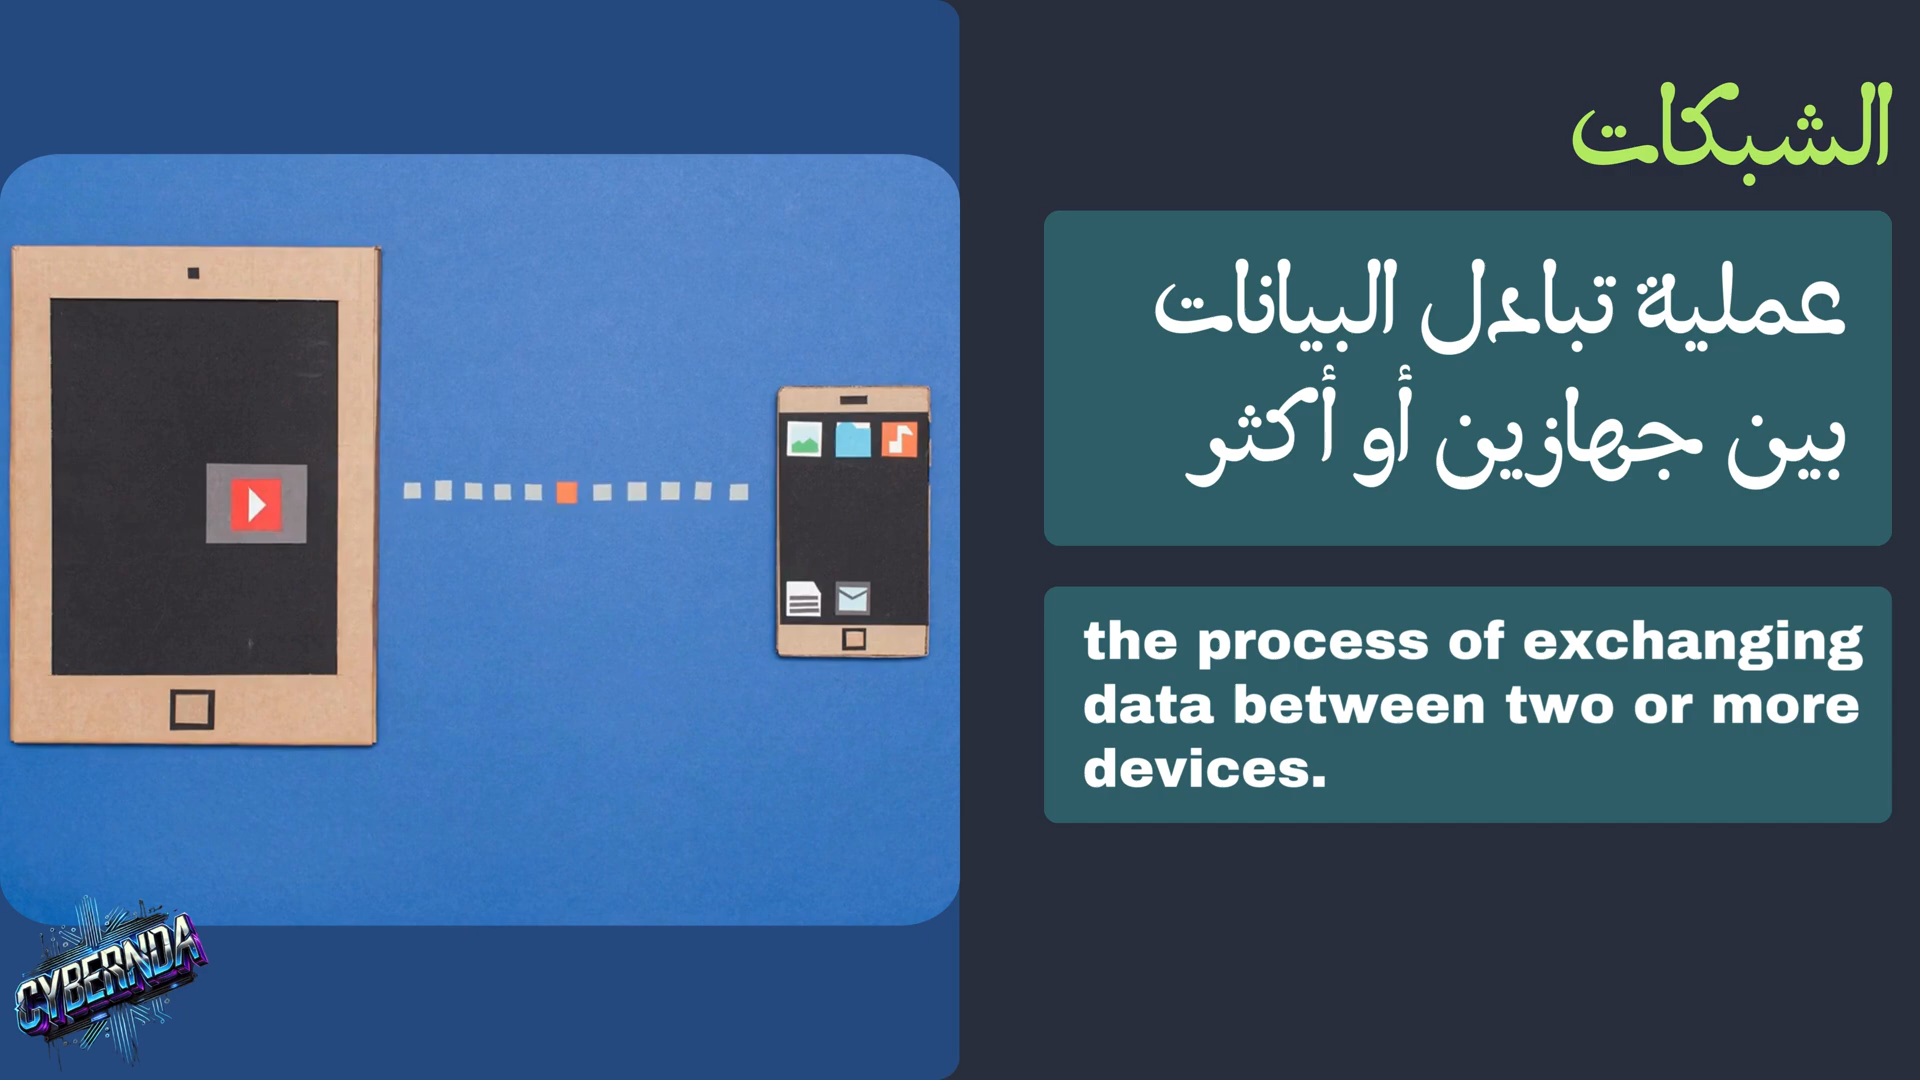 الشبكات
عملية تبادل البيانات
بين جهازين أو أكثر
the process of exchanging
data between two or more
devices.
CYBERNDA